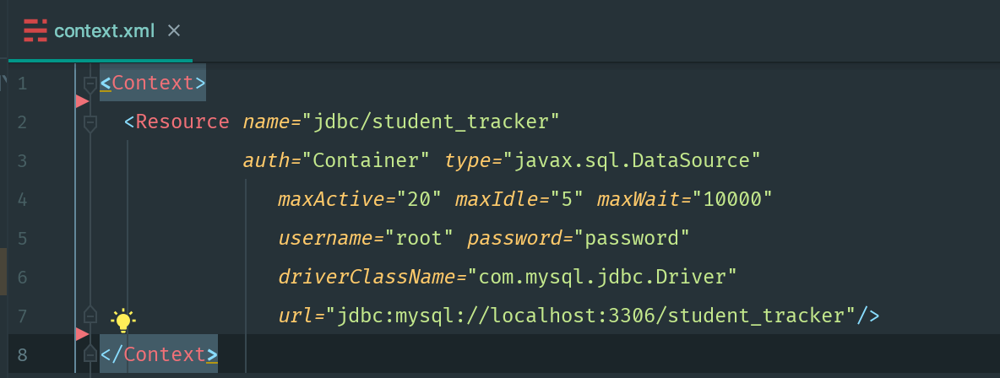 context.xml
1 <Context>
2 <Resource name="jdbc/student_tracker"
3 auth="Container" type="javax.sql.DataSource"
4 maxActive="20" maxIdle="5" maxWait="10000"
5 username="root" password="password"
6 driverClassName="com.mysql.jdbc.Driver"
7 url="jdbc:mysql://localhost:3306/student_tracker"/>
8 </Context>